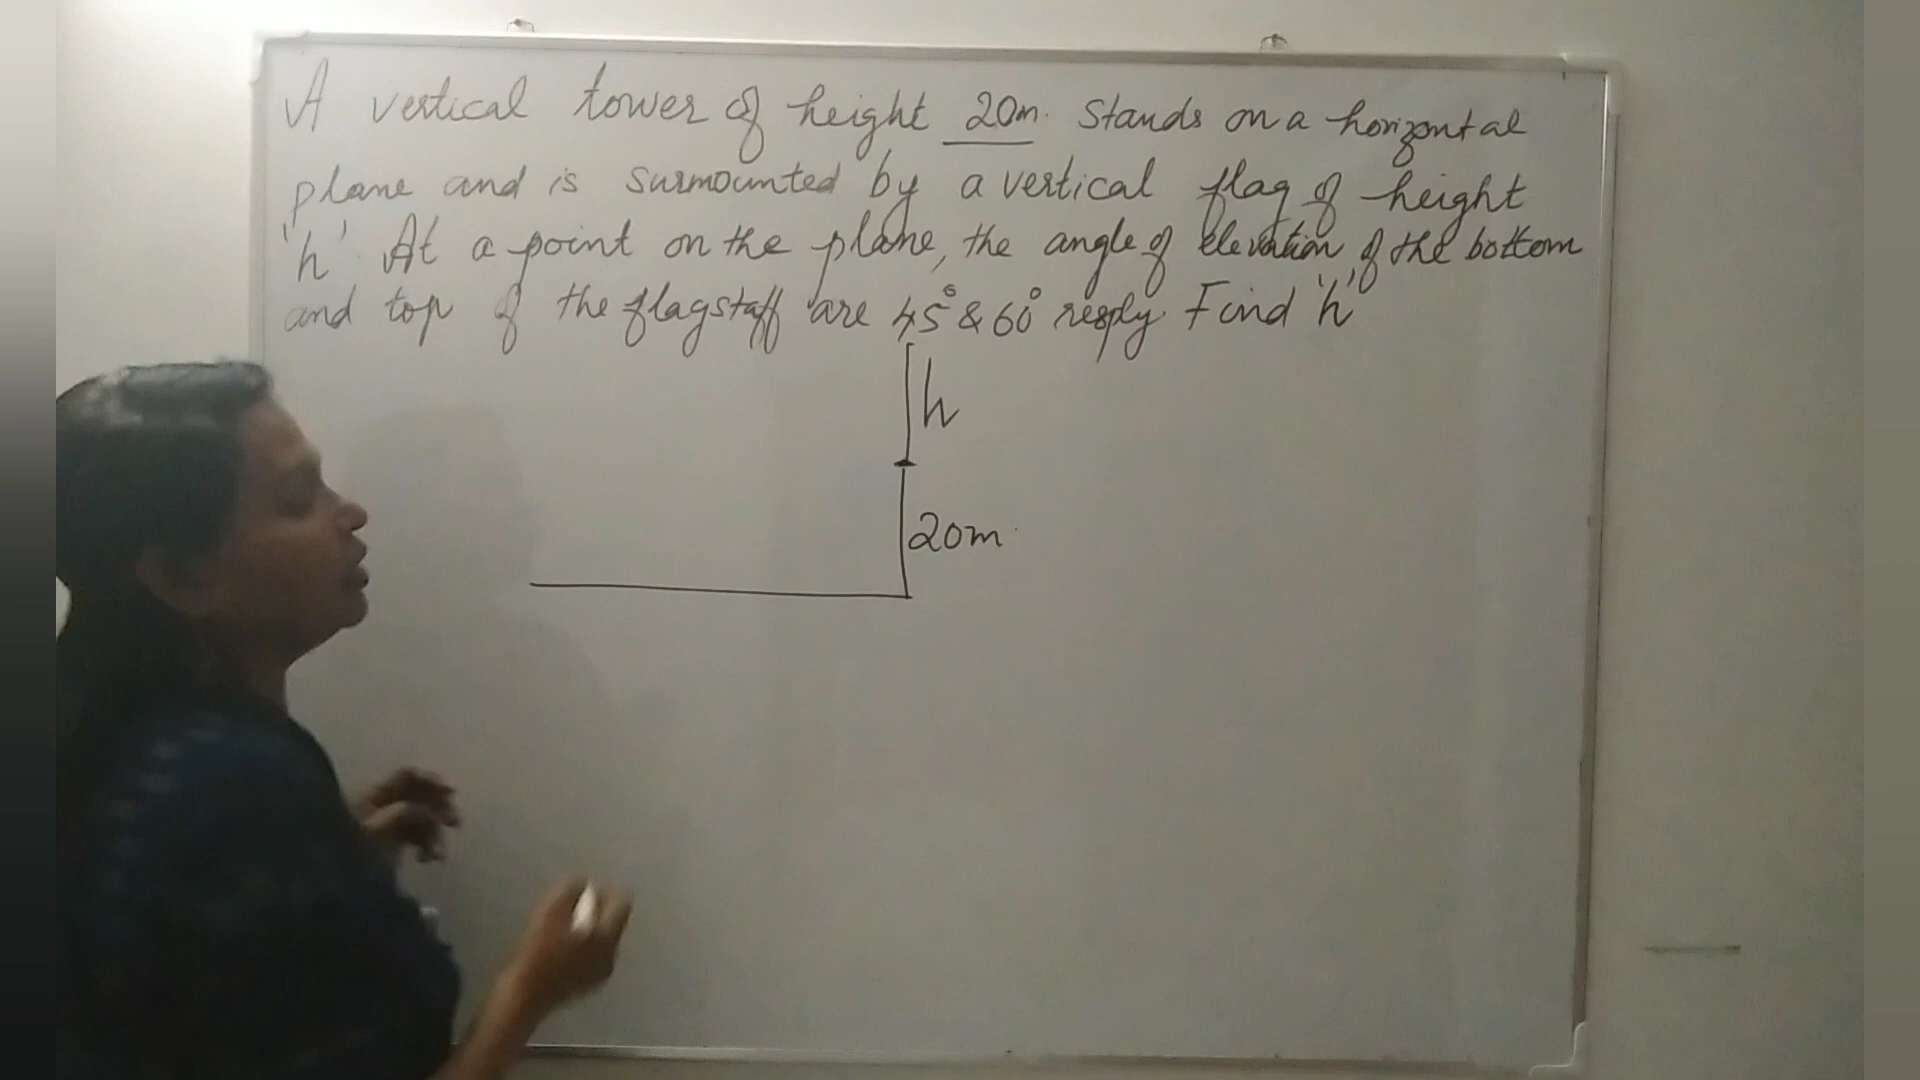 A vertical tower of height 20m. stands on a horizontal
plane and is surmounted by a vertical flag of height
'h' At a point on the plane, the angle of elevation of the bottom
and top of the flagstaff are 45° & 60° resply. Find 'h'
h
20m.